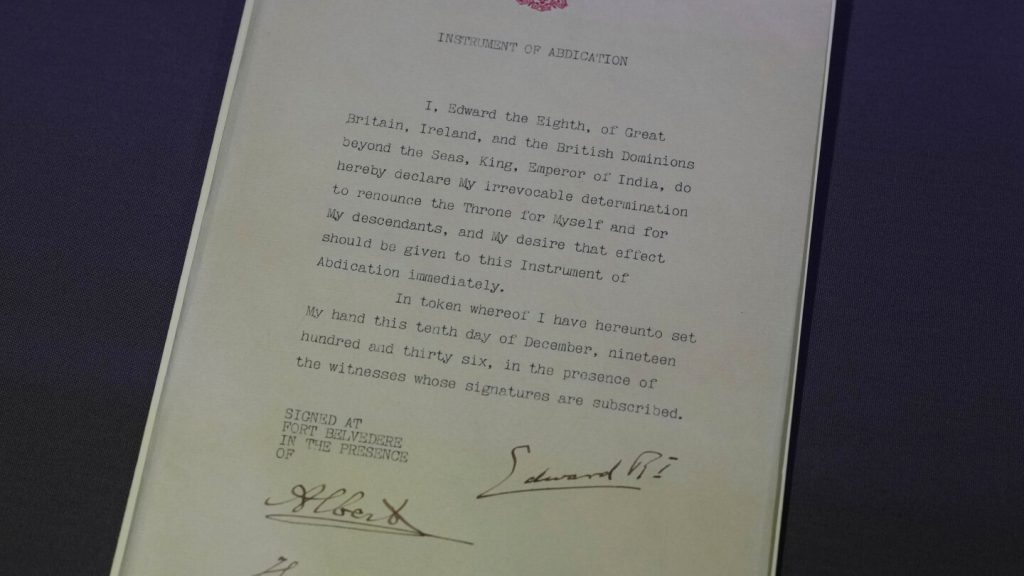 INSTRUMENT OF ABDICATION
I, Edward the Eighth, of Great
Britain, Ireland, and the British Dominions
beyond the Seas, King, Emperor of India, do
hereby declare My irrevocable determination
to renounce the Throne for Myself and for
My descendants, and My desire that effect
should be given to this Instrument of
Abdication immediately.
In token whereof I have hereunto set
My hand this tenth day of December, nineteen
hundred and thirty six, in the presence of
the witnesses whose signatures are subscribed.
SIGNED AT
FORT BELVEDERE
IN THE PRESENCE
OF
Edward R I
Albert